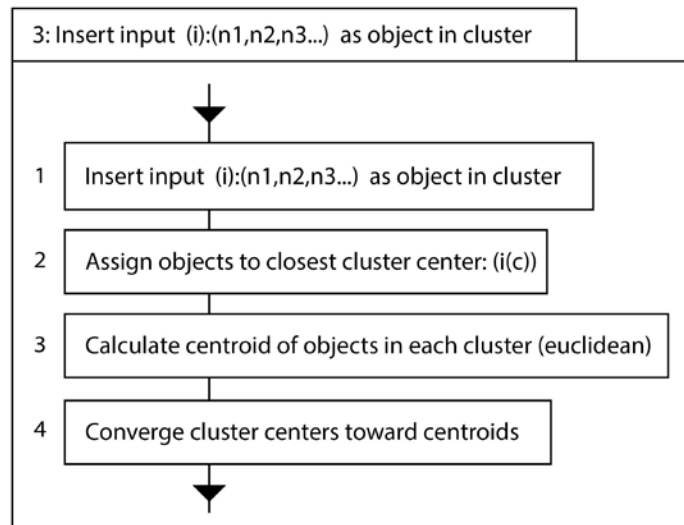 3: Insert input (i):(n1,n2,n3...) as object in cluster
1 Insert input (i):(n1,n2,n3...) as object in cluster
2 Assign objects to closest cluster center: (i(c))
3 Calculate centroid of objects in each cluster (euclidean)
4 Converge cluster centers toward centroids